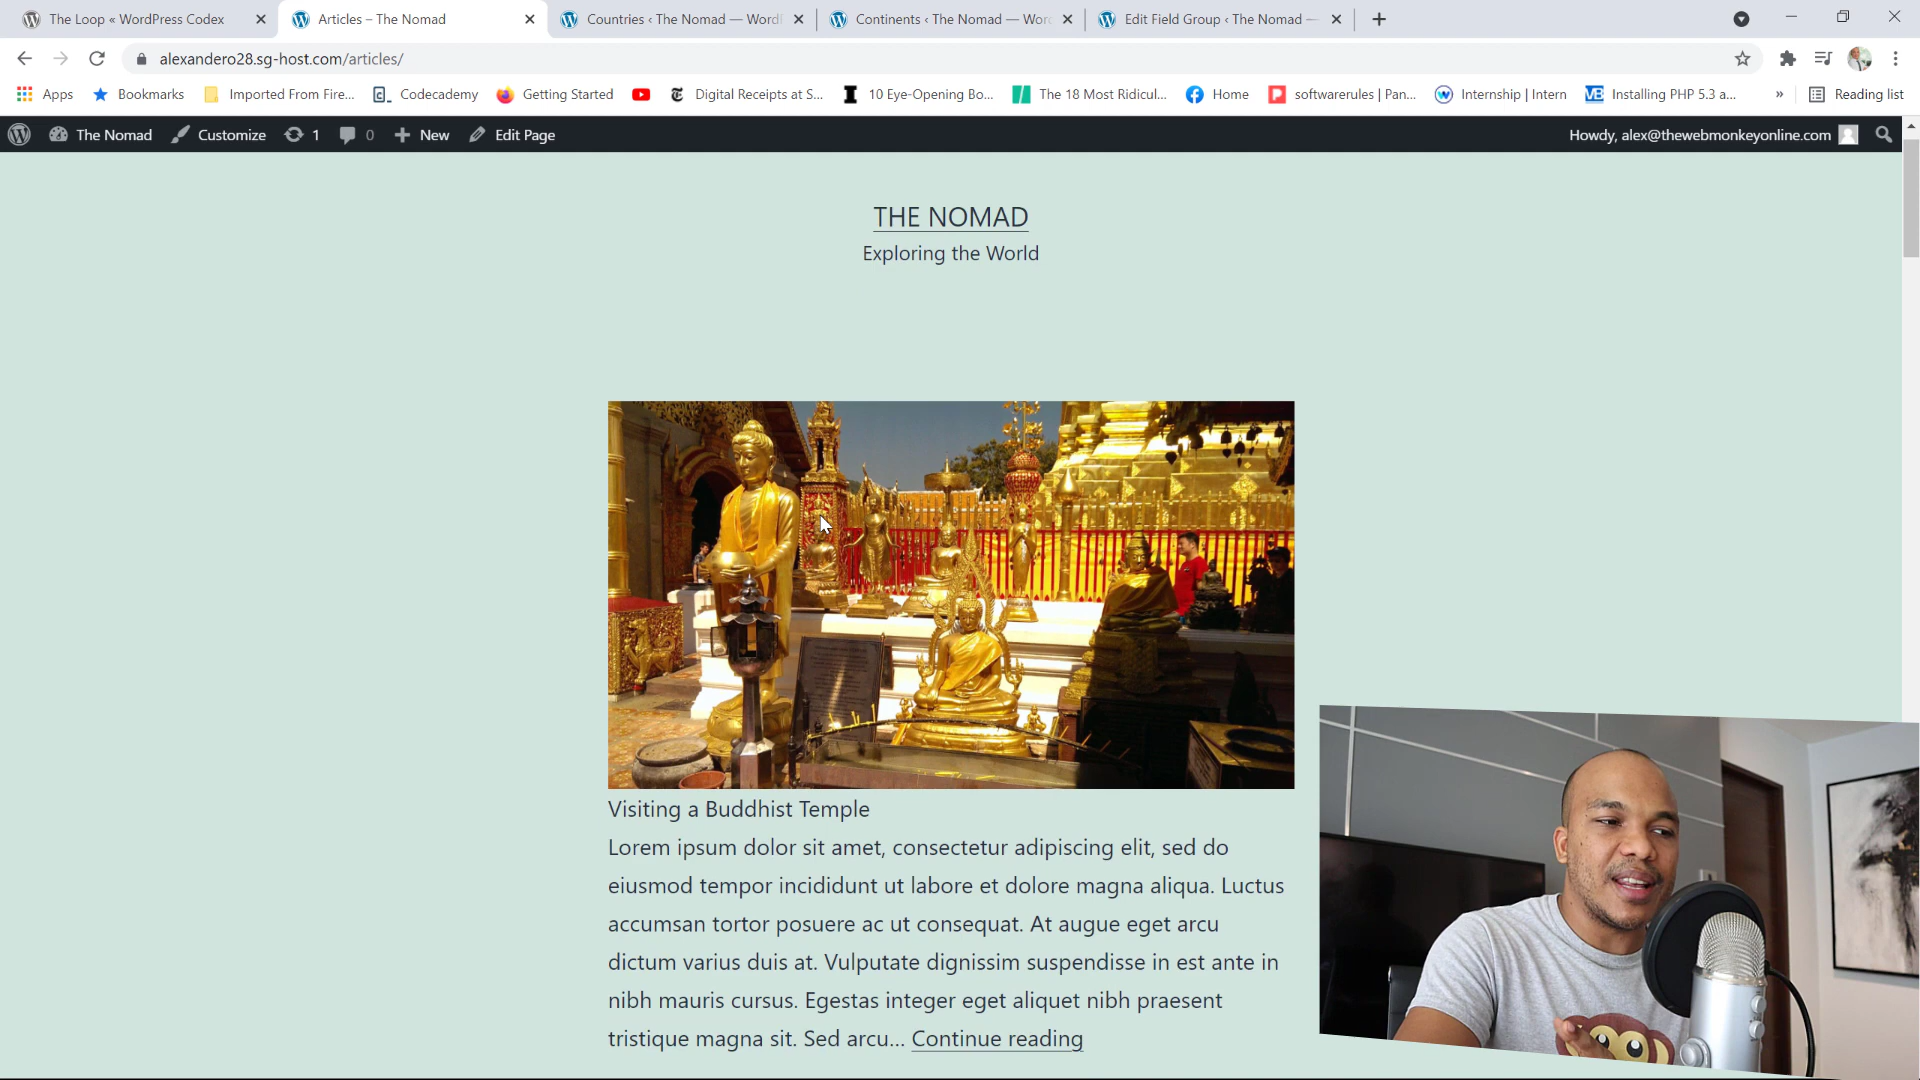 The Loop « WordPress Codex
Articles – The Nomad
Countries ‹ The Nomad — Word
Continents ‹ The Nomad — Wor
Edit Field Group ‹ The Nomad —
alexandero28.sg-host.com/articles/
Apps
Bookmarks
Imported From Fire...
Codecademy
Getting Started
Digital Receipts at S...
10 Eye-Opening Bo...
The 18 Most Ridicul...
Home
softwarerules | Pan...
Internship | Intern
Installing PHP 5.3 a...
»
Reading list
The Nomad
Customize
1
0
New
Edit Page
Howdy, alex@thewebmonkeyonline.com
THE NOMAD
Exploring the World
Visiting a Buddhist Temple
Lorem ipsum dolor sit amet, consectetur adipiscing elit, sed do
eiusmod tempor incididunt ut labore et dolore magna aliqua. Luctus
accumsan tortor posuere ac ut consequat. At augue eget arcu
dictum varius duis at. Vulputate dignissim suspendisse in est ante in
nibh mauris cursus. Egestas integer eget aliquet nibh praesent
tristique magna sit. Sed arcu... Continue reading